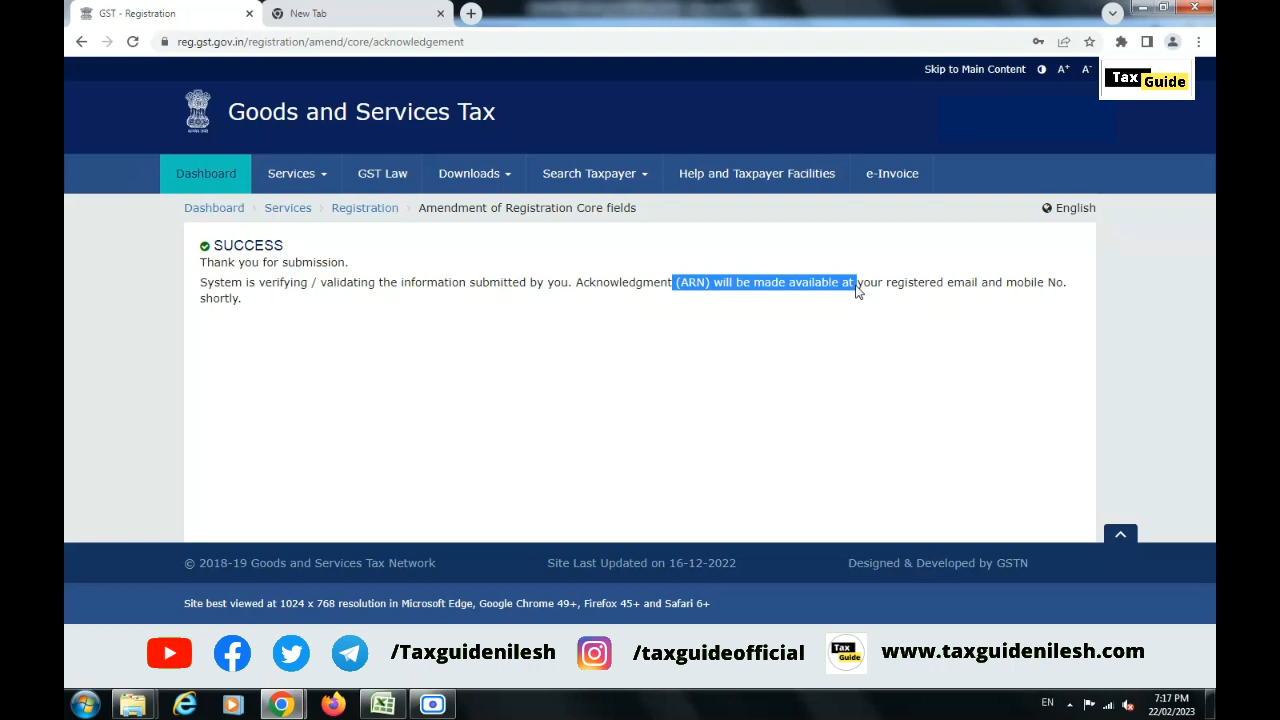 GST - Registration
New Tab
reg.gst.gov.in/registration/amend/core/acknowledgement
Skip to Main Content A+ A-
Tax Guide
Goods and Services Tax
Dashboard Services GST Law Downloads Search Taxpayer Help and Taxpayer Facilities e-Invoice
Dashboard Services Registration Amendment of Registration Core fields English
SUCCESS
Thank you for submission.
System is verifying / validating the information submitted by you. Acknowledgment (ARN) will be made available at your registered email and mobile No.
shortly.
© 2018-19 Goods and Services Tax Network Site Last Updated on 16-12-2022 Designed & Developed by GSTN
Site best viewed at 1024 x 768 resolution in Microsoft Edge, Google Chrome 49+, Firefox 45+ and Safari 6+
/Taxguidenilesh /taxguideofficial Tax Guide www.taxguidenilesh.com
EN 7:17 PM
22/02/2023